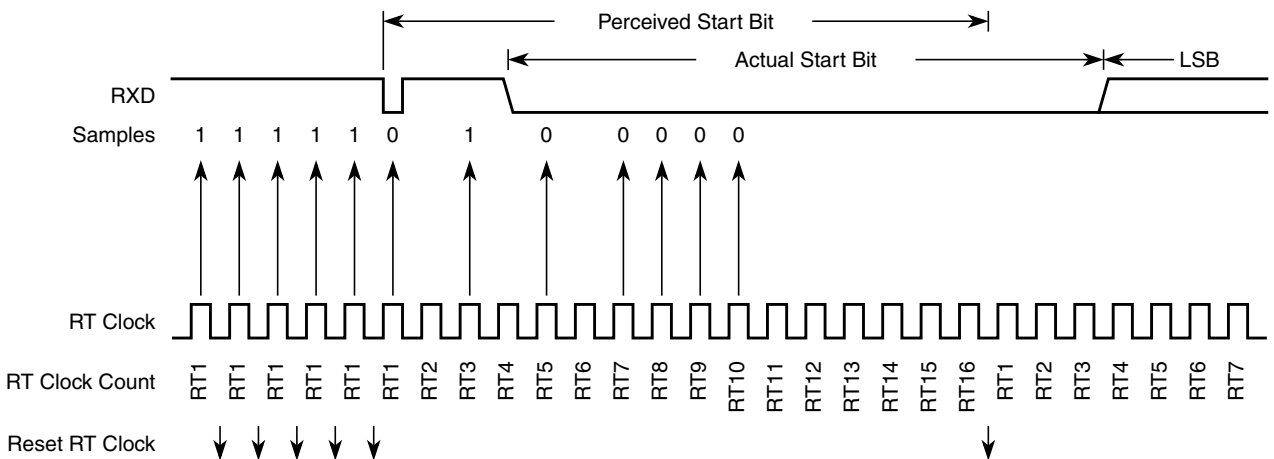 Perceived Start Bit
Actual Start Bit
LSB
RXD
Samples 1 1 1 1 1 0 1 0 0 0 0 0
RT Clock
RT Clock Count RT1 RT1 RT1 RT1 RT1 RT1 RT2 RT3 RT4 RT5 RT6 RT7 RT8 RT9 RT10 RT11 RT12 RT13 RT14 RT15 RT16 RT1 RT2 RT3 RT4 RT5 RT6 RT7
Reset RT Clock